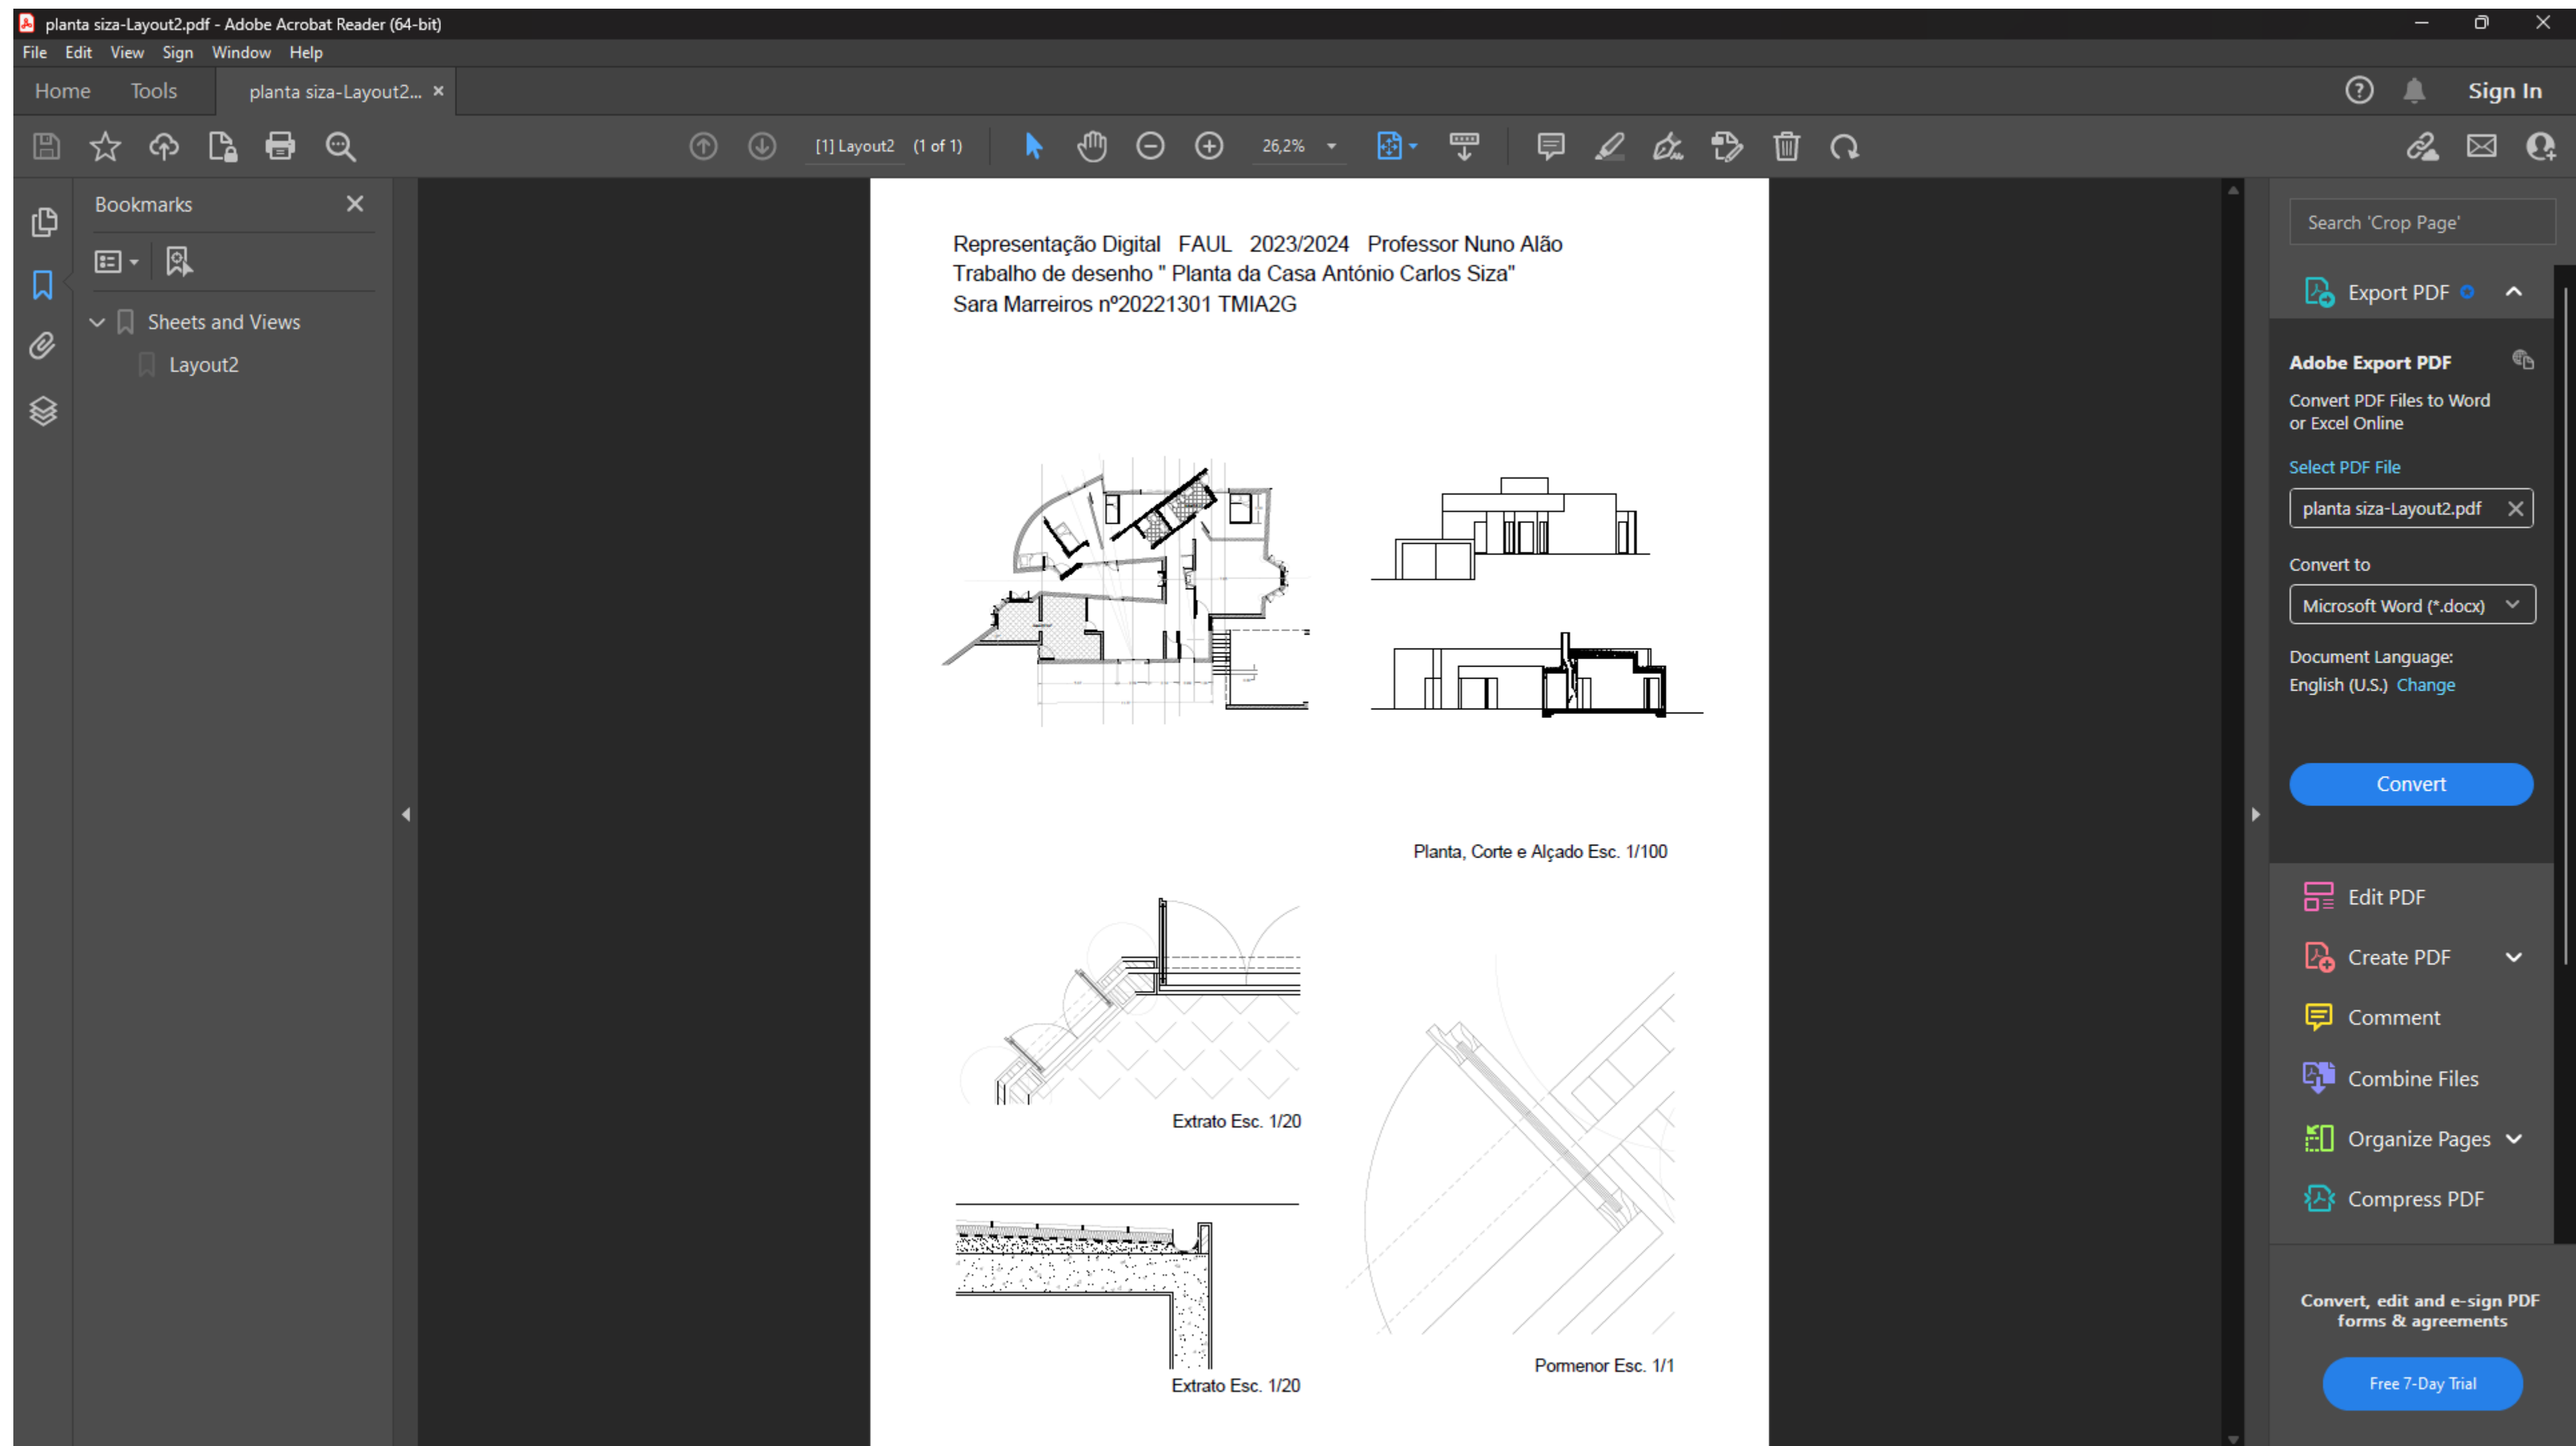 planta siza-Layout2.pdf - Adobe Acrobat Reader (64-bit)
File Edit View Sign Window Help
Home Tools planta siza-Layout2... ×
Sign In
[1] Layout2 (1 of 1)
26,2%
Bookmarks
Sheets and Views
Layout2
Representação Digital FAUL 2023/2024 Professor Nuno Alão
Trabalho de desenho " Planta da Casa António Carlos Siza"
Sara Marreiros nº20221301 TMIA2G
Planta, Corte e Alçado Esc. 1/100
Extrato Esc. 1/20
Extrato Esc. 1/20
Pormenor Esc. 1/1
Search 'Crop Page'
Export PDF
Adobe Export PDF
Convert PDF Files to Word
or Excel Online
Select PDF File
planta siza-Layout2.pdf
Convert to
Microsoft Word (*.docx)
Document Language:
English (U.S.) Change
Convert
Edit PDF
Create PDF
Comment
Combine Files
Organize Pages
Compress PDF
Convert, edit and e-sign PDF
forms & agreements
Free 7-Day Trial